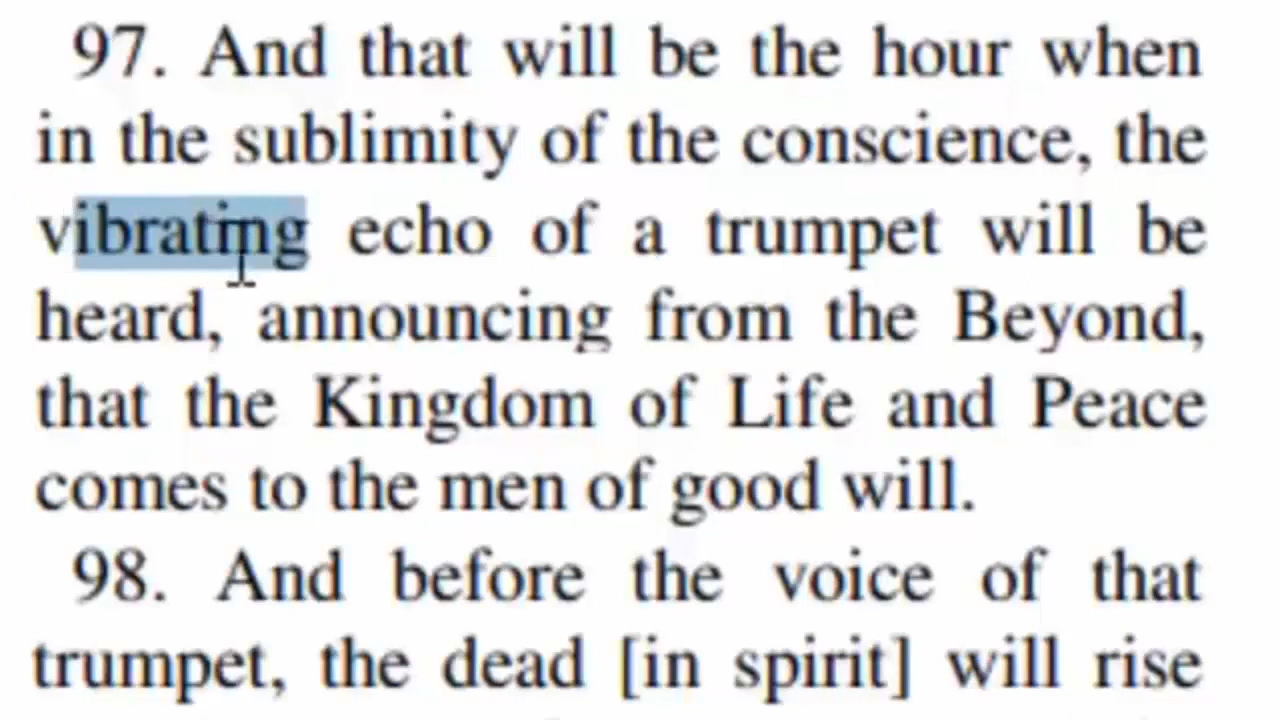 97. And that will be the hour when
in the sublimity of the conscience, the
vibrating echo of a trumpet will be
heard, announcing from the Beyond,
that the Kingdom of Life and Peace
comes to the men of good will.
98. And before the voice of that
trumpet, the dead [in spirit] will rise